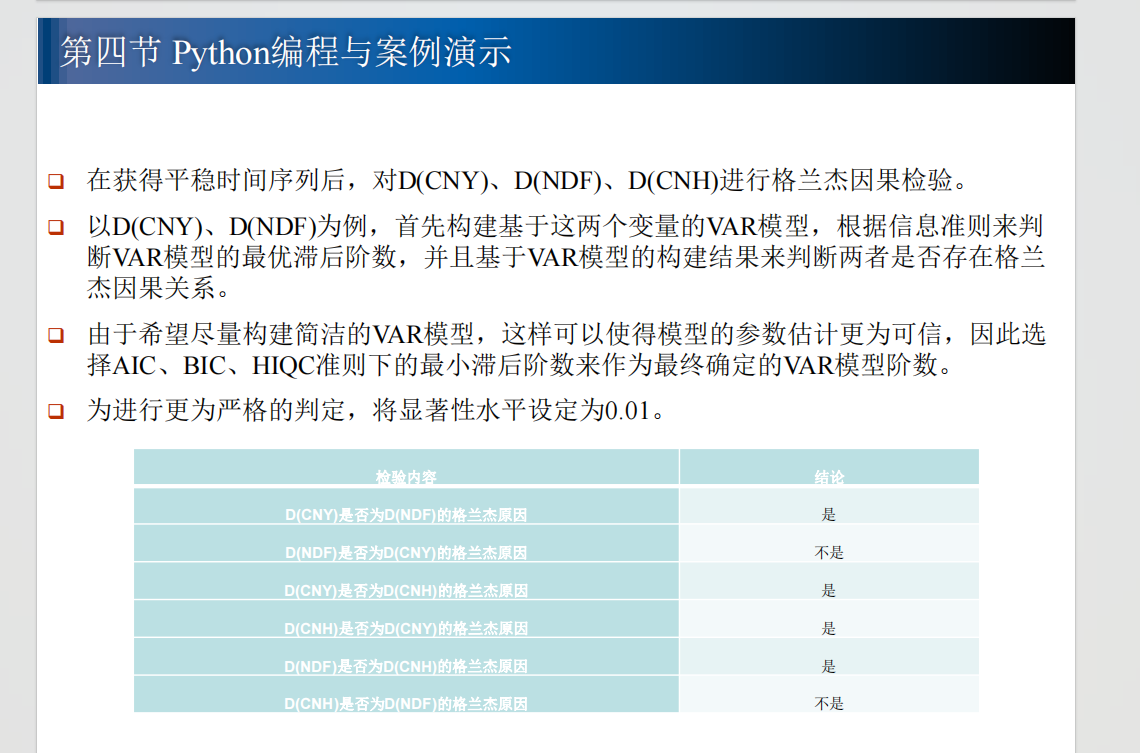 第四节 Python编程与案例演示
在获得平稳时间序列后，对D(CNY)、D(NDF)、D(CNH)进行格兰杰因果检验。
以D(CNY)、D(NDF)为例，首先构建基于这两个变量的VAR模型，根据信息准则来判
断VAR模型的最优滞后阶数，并且基于VAR模型的构建结果来判断两者是否存在格兰
杰因果关系。
由于希望尽量构建简洁的VAR模型，这样可以使得模型的参数估计更为可信，因此选
择AIC、BIC、HIQC准则下的最小滞后阶数来作为最终确定的VAR模型阶数。
为进行更为严格的判定，将显著性水平设定为0.01。
检验内容 结论
D(CNY)是否为D(NDF)的格兰杰原因 是
D(NDF)是否为D(CNY)的格兰杰原因 不是
D(CNY)是否为D(CNH)的格兰杰原因 是
D(CNH)是否为D(CNY)的格兰杰原因 是
D(NDF)是否为D(CNH)的格兰杰原因 是
D(CNH)是否为D(NDF)的格兰杰原因 不是